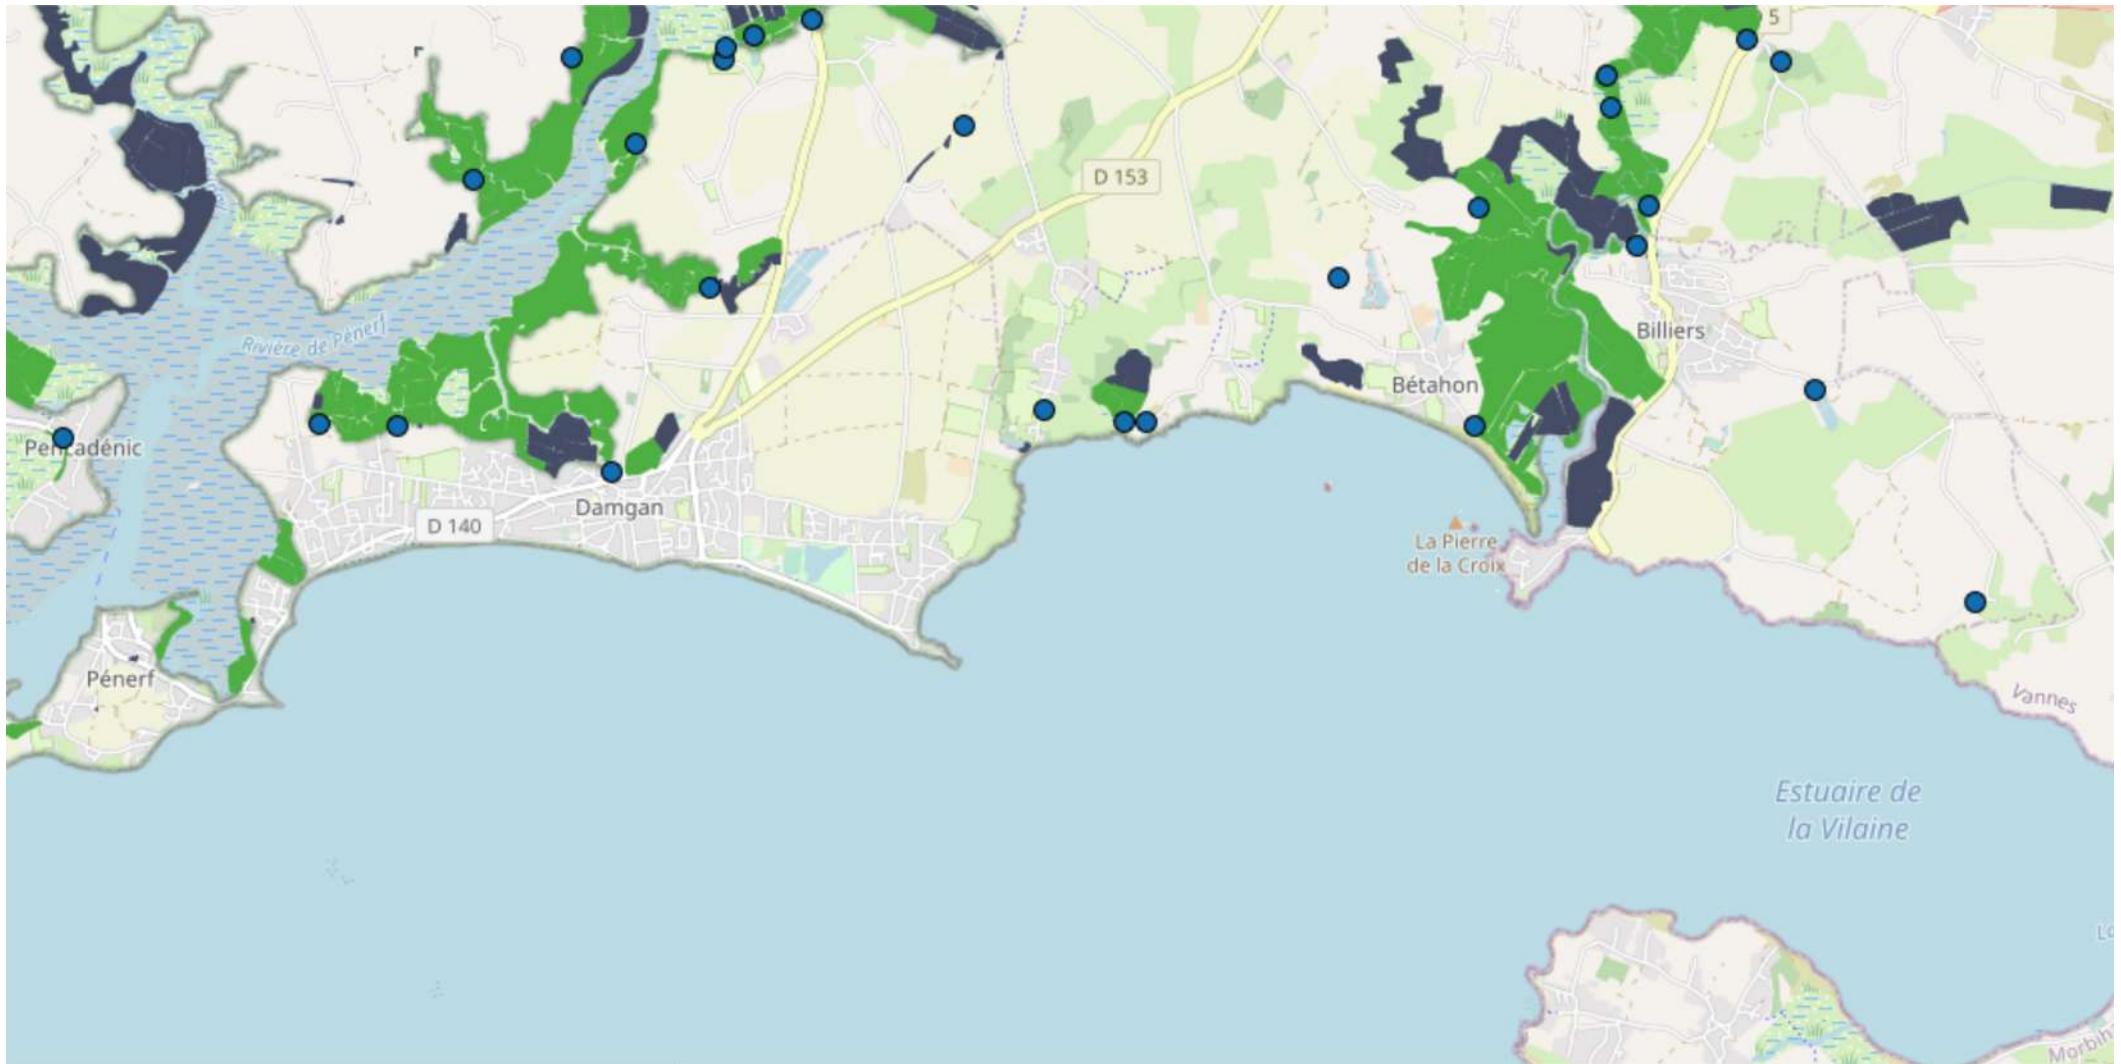 5
D 153
Rivière de Pénerf
Billiers
Bétahon
Pencadénic
Damgan
D 140
La Pierre
de la Croix
Pénerf
Vannes
Estuaire de
la Vilaine